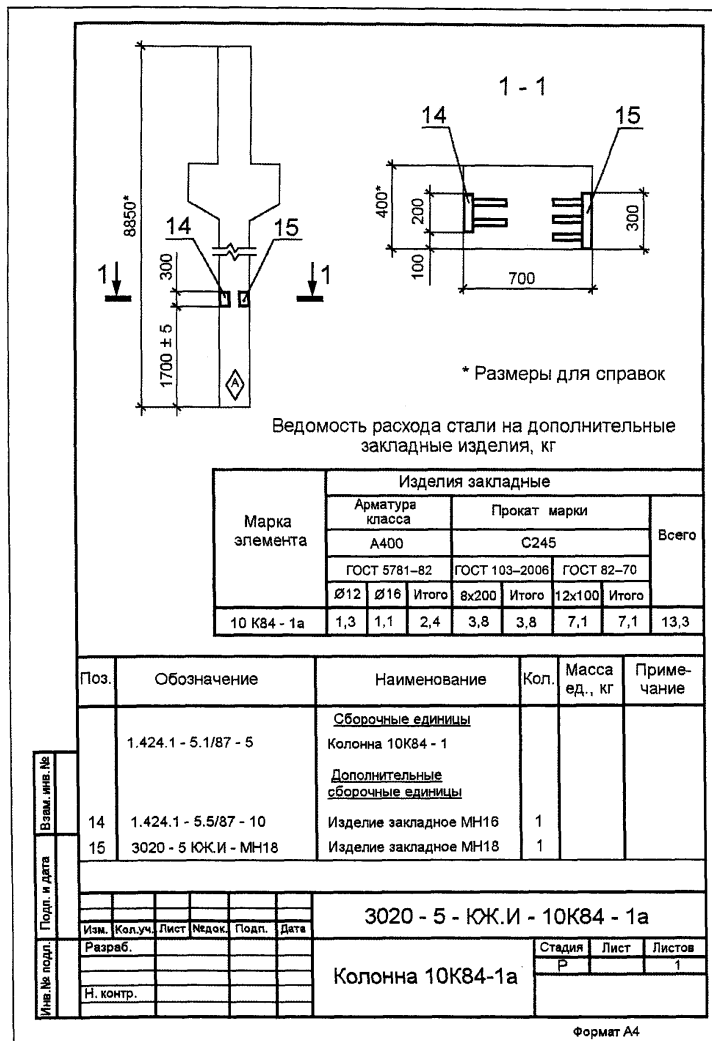 1 - 1
14
15
8850*
14
15
300
1
1
1700 ± 5
А
400*
200
100
300
700
* Размеры для справок
Ведомость расхода стали на дополнительные
закладные изделия, кг
Марка
элемента
Изделия закладные
Арматура
класса
Прокат марки
Всего
А400
С245
ГОСТ 5781–82
ГОСТ 103–2006
ГОСТ 82–70
Ø12
Ø16
Итого
8x200
Итого
12x100
Итого
10 К84 - 1а
1,3
1,1
2,4
3,8
3,8
7,1
7,1
13,3
Поз.
Обозначение
Наименование
Кол.
Масса
ед., кг
Приме-
чание
Сборочные единицы
1.424.1 - 5.1/87 - 5
Колонна 10К84 - 1
Дополнительные
сборочные единицы
14
1.424.1 - 5.5/87 - 10
Изделие закладное МН16
1
15
3020 - 5 КЖ.И - МН18
Изделие закладное МН18
1
Взам. инв.№
Подп. и дата
Инв.№ подл.
3020 - 5 - КЖ.И - 10К84 - 1а
Изм.
Кол.уч.
Лист
№док.
Подп.
Дата
Разраб.
Н. контр.
Колонна 10К84-1а
Стадия
Лист
Листов
Р
1
Формат А4